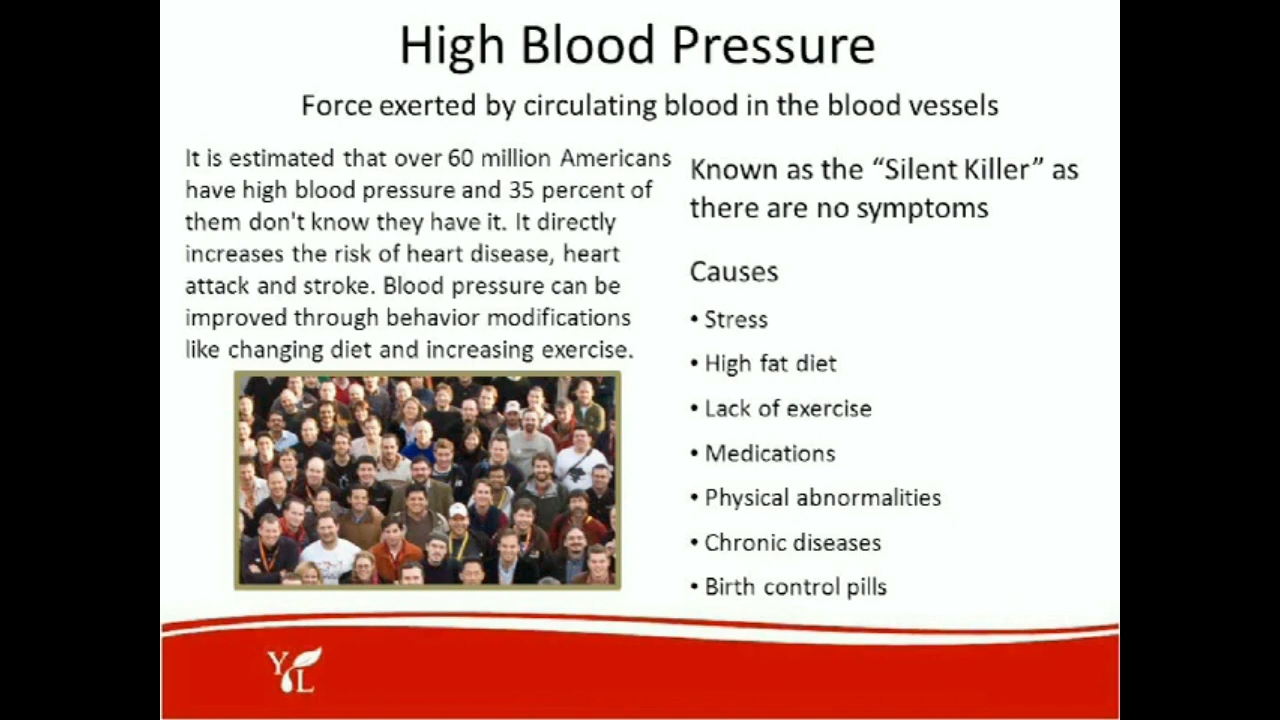 High Blood Pressure
Force exerted by circulating blood in the blood vessels
It is estimated that over 60 million Americans
have high blood pressure and 35 percent of
them don't know they have it. It directly
increases the risk of heart disease, heart
attack and stroke. Blood pressure can be
improved through behavior modifications
like changing diet and increasing exercise.
Known as the “Silent Killer” as
there are no symptoms
Causes
• Stress
• High fat diet
• Lack of exercise
• Medications
• Physical abnormalities
• Chronic diseases
• Birth control pills
YL